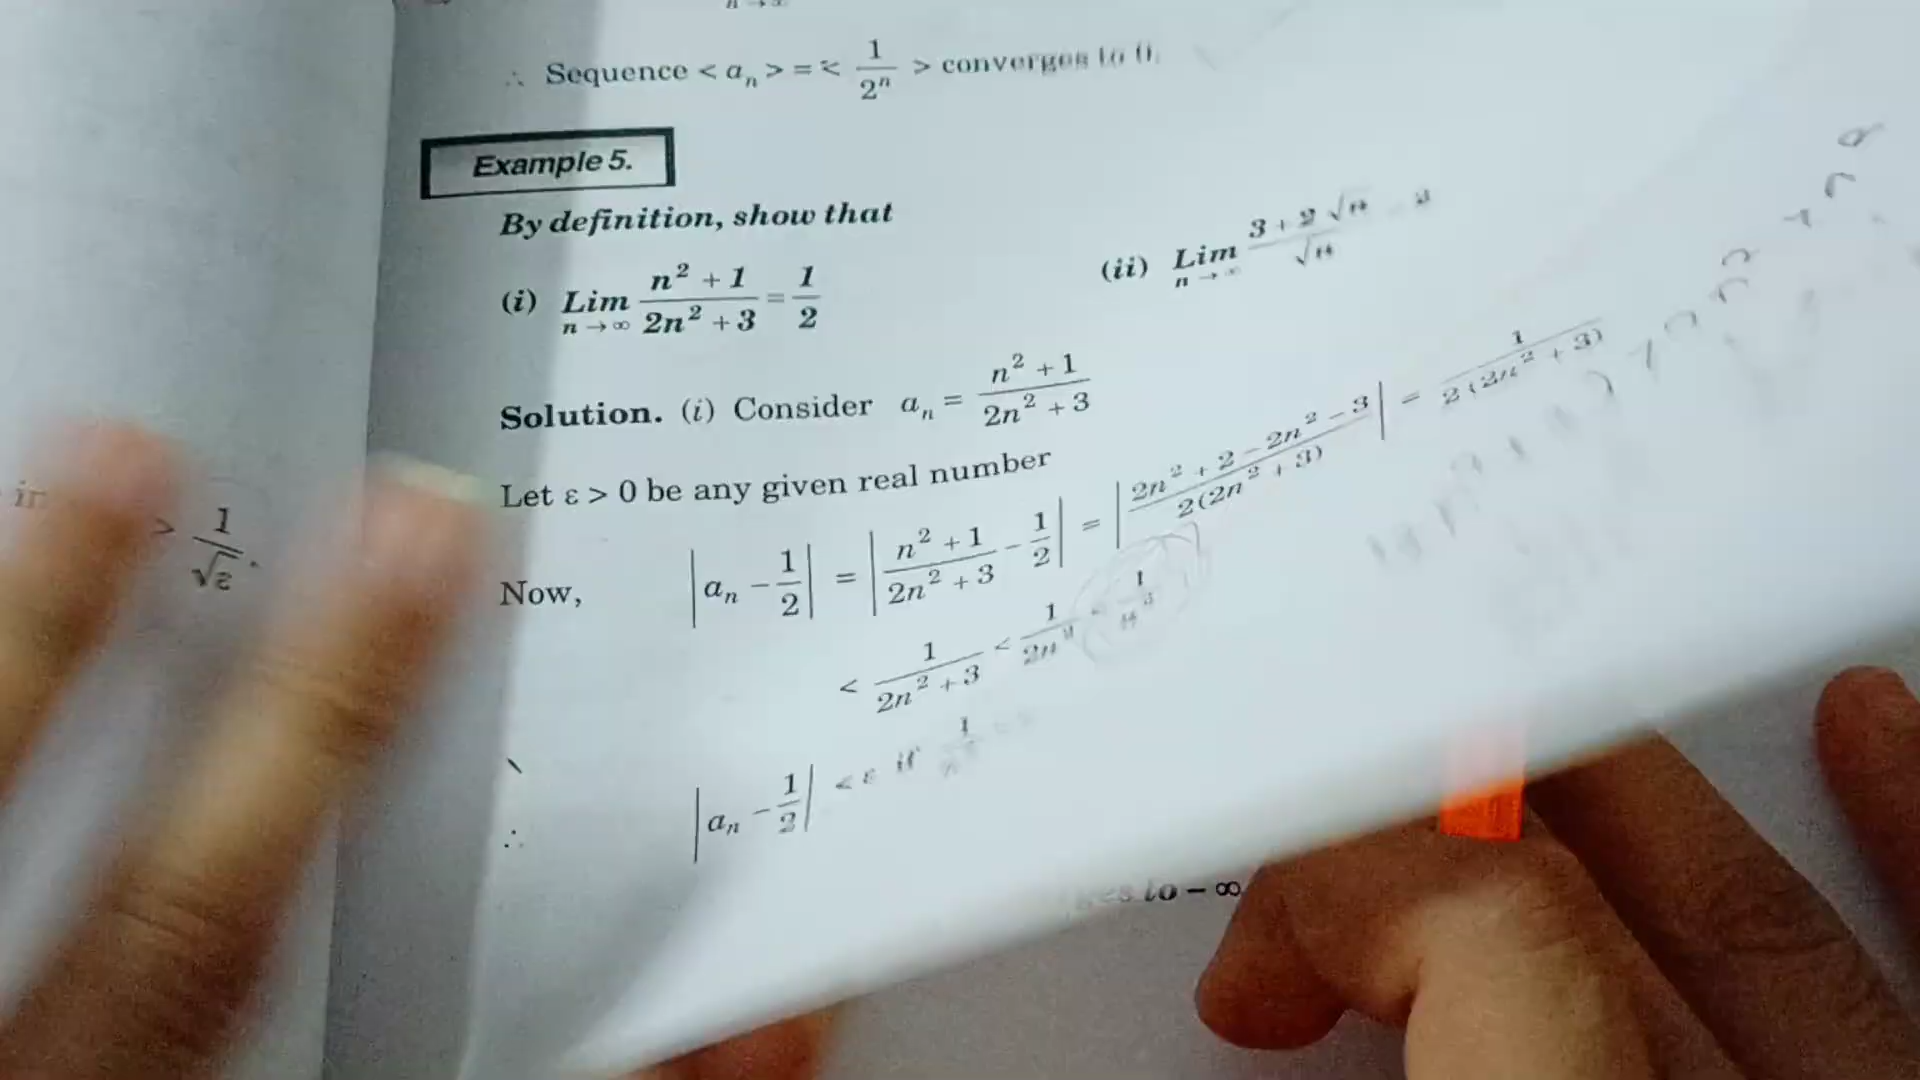 ∴ Sequence < aₙ > = < 1/2ⁿ > converges to 0.
Example 5.
By definition, show that
(i) Lim n → ∞ (n² + 1)/(2n² + 3) = 1/2
(ii) Lim n → ∞ (3 + 2√n)/√n
Solution. (i) Consider aₙ = (n² + 1)/(2n² + 3)
Let ε > 0 be any given real number
Now, |aₙ − 1/2| = |(n² + 1)/(2n² + 3) − 1/2| = |(2n² + 2 − 2n² − 3)/(2(2n² + 3))| = 1/(2(2n² + 3))
< 1/(2n² + 3) < 1/2n²
∴ |aₙ − 1/2| < ε if
> 1/√ε.
to − ∞